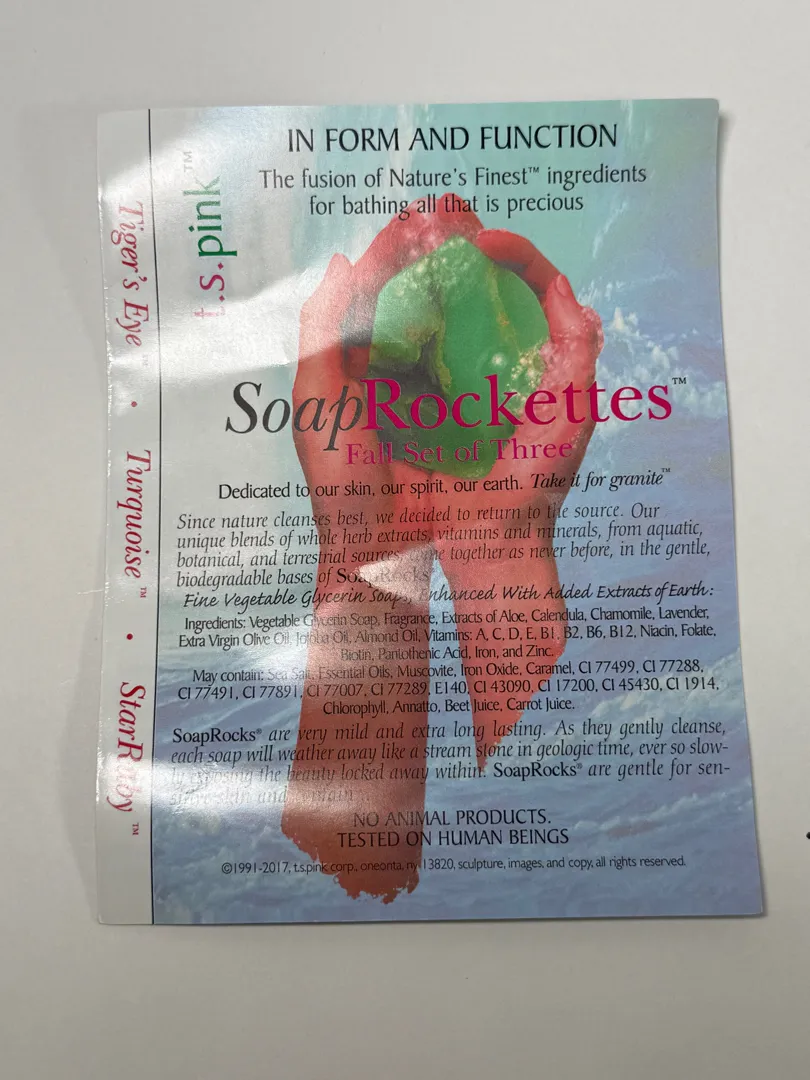 IN FORM AND FUNCTION
t.s.pink™
The fusion of Nature's Finest™ ingredients
for bathing all that is precious
SoapRockettes™
Fall Set of Three
Dedicated to our skin, our spirit, our earth. Take it for granite™
Since nature cleanses best, we decided to return to the source. Our
unique blends of whole herb extracts, vitamins and minerals, from aquatic,
botanical, and terrestrial sources, together as never before, in the gentle,
biodegradable bases of SoapRocks
Fine Vegetable Glycerin Soaps, Enhanced With Added Extracts of Earth:
Ingredients: Vegetable Glycerin Soap, Fragrance, Extracts of Aloe, Calendula, Chamomile, Lavender,
Extra Virgin Olive Oil, Jojoba Oil, Almond Oil, Vitamins: A, C, D, E, B1, B2, B6, B12, Niacin, Folate,
Biotin, Pantothenic Acid, Iron, and Zinc.
May contain: Sea Salt, Essential Oils, Muscovite, Iron Oxide, Caramel, CI 77499, CI 77288,
CI 77491, CI 77891, CI 77007, CI 77289, E140, CI 43090, CI 17200, CI 45430, CI 1914,
Chlorophyll, Annatto, Beet Juice, Carrot Juice.
SoapRocks® are very mild and extra long lasting. As they gently cleanse,
each soap will weather away like a stream stone in geologic time, ever so slow-
ly exposing the beauty locked away within. SoapRocks® are gentle for sen-
sitive skin and contain
NO ANIMAL PRODUCTS.
TESTED ON HUMAN BEINGS
©1991-2017, t.s.pink corp., oneonta, ny 13820, sculpture, images, and copy, all rights reserved.
Tiger's Eye™ • Turquoise™ • StarRuby™